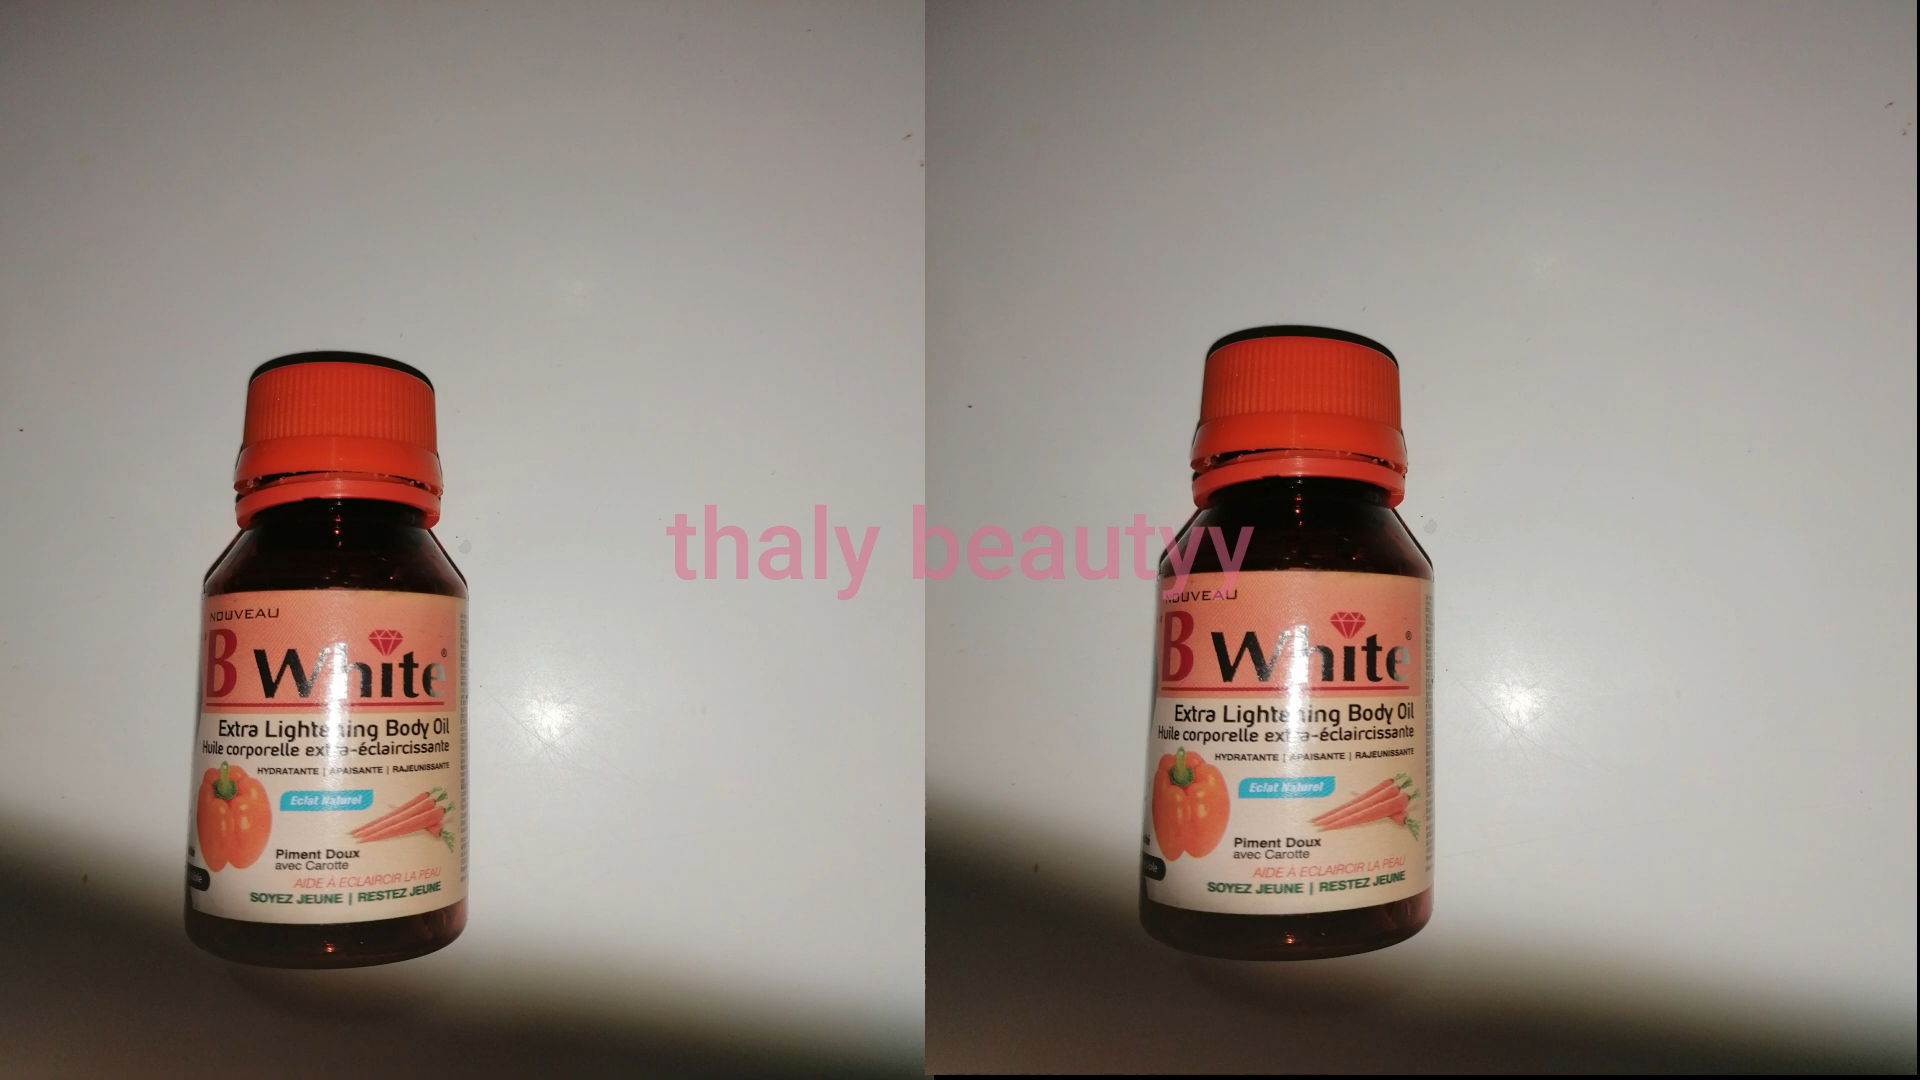 NOUVEAU
B White®
Extra Lightening Body Oil
Huile corporelle extra-éclaircissante
HYDRATANTE | APAISANTE | RAJEUNISSANTE
Eclat Naturel
Piment Doux
avec Carotte
AIDE À ECLAIRCIR LA PEAU
SOYEZ JEUNE | RESTEZ JEUNE
thaly beautyy
NOUVEAU
B White®
Extra Lightening Body Oil
Huile corporelle extra-éclaircissante
HYDRATANTE | APAISANTE | RAJEUNISSANTE
Eclat Naturel
Piment Doux
avec Carotte
AIDE À ECLAIRCIR LA PEAU
SOYEZ JEUNE | RESTEZ JEUNE